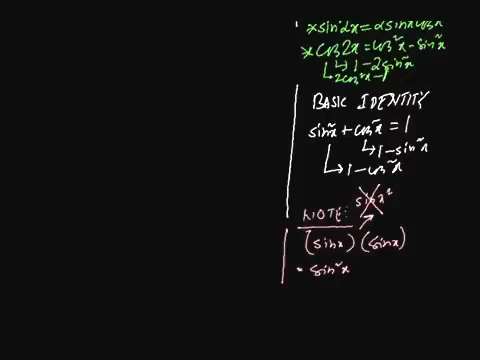 * sin2x = 2sinx cosx
* cos2x = cos²x - sin²x
↳ 1 - 2sin²x
↳ 2cos²x - 1
BASIC IDENTITY
sin²x + cos²x = 1
↳ 1 - sin²x
↳ 1 - cos²x
NOTE: sinx²
(sinx) (sinx)
= sin²x